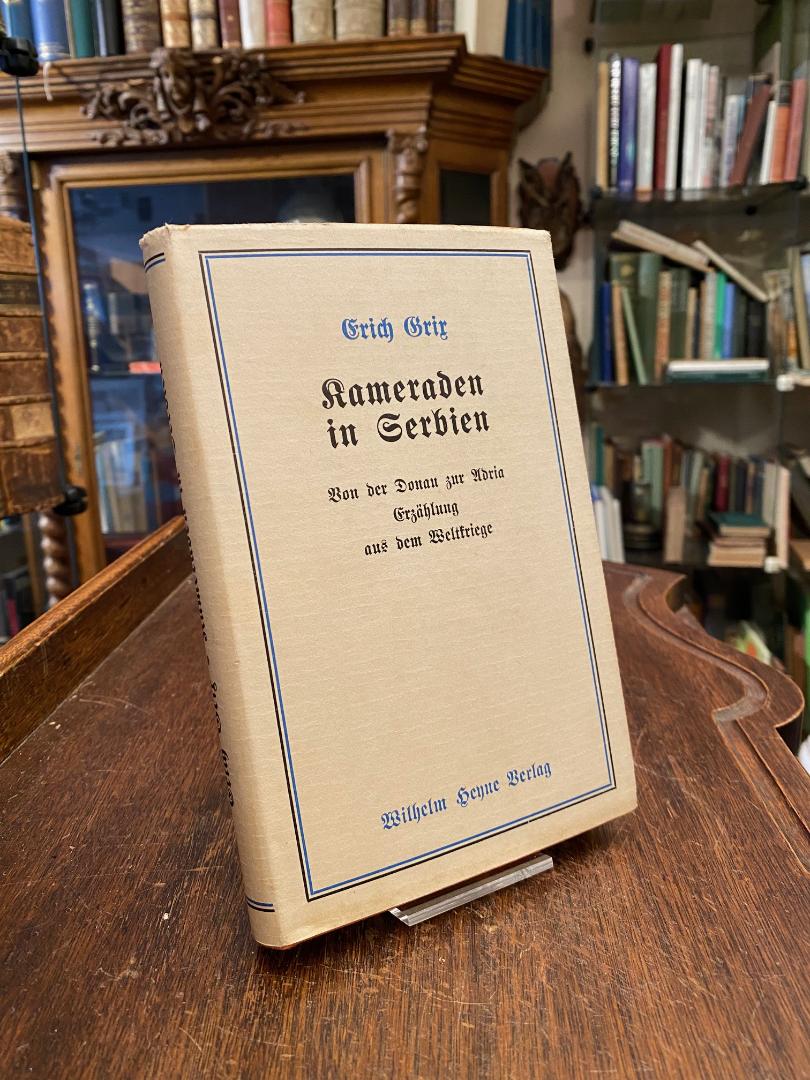 Erich Grix
Kameraden
in Serbien
Von der Donau zur Adria
Erzählung
aus dem Weltkriege
Wilhelm Heyne Verlag